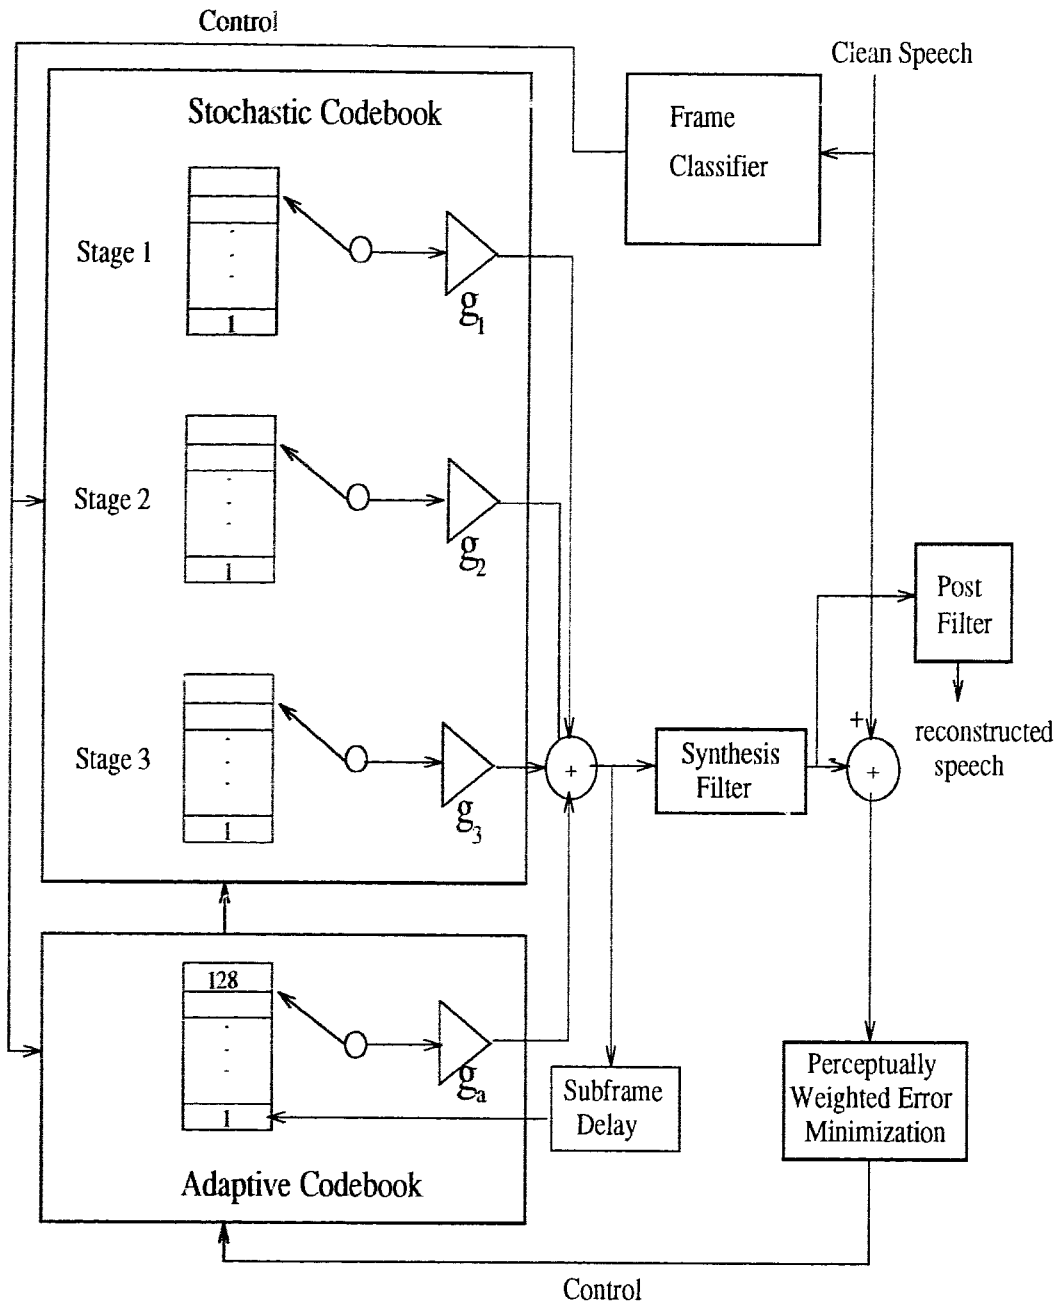 Control
Clean Speech
Stochastic Codebook
Frame
Classifier
Stage 1
1
g1
Stage 2
1
g2
Post
Filter
Stage 3
1
g3
+
+
Synthesis
Filter
+
reconstructed
speech
128
1
ga
Subframe
Delay
Perceptually
Weighted Error
Minimization
Adaptive Codebook
Control